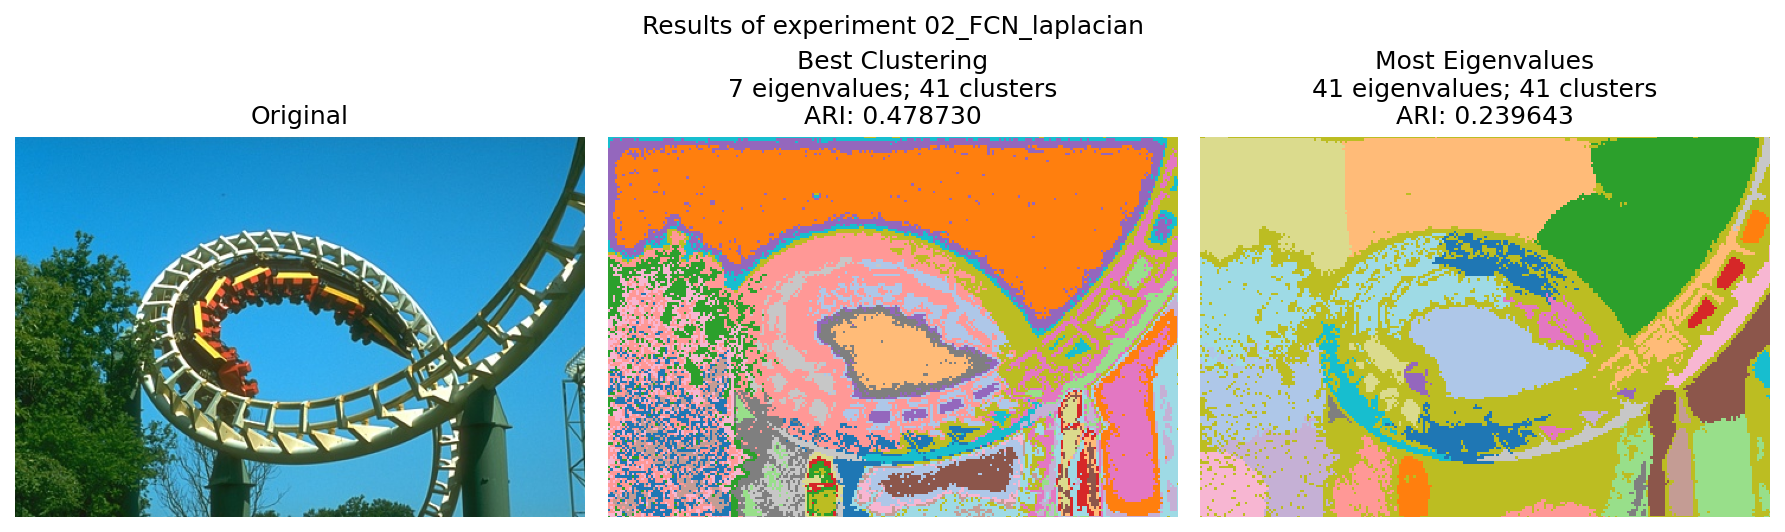 Results of experiment 02_FCN_laplacian
Original
Best Clustering
7 eigenvalues; 41 clusters
ARI: 0.478730
Most Eigenvalues
41 eigenvalues; 41 clusters
ARI: 0.239643